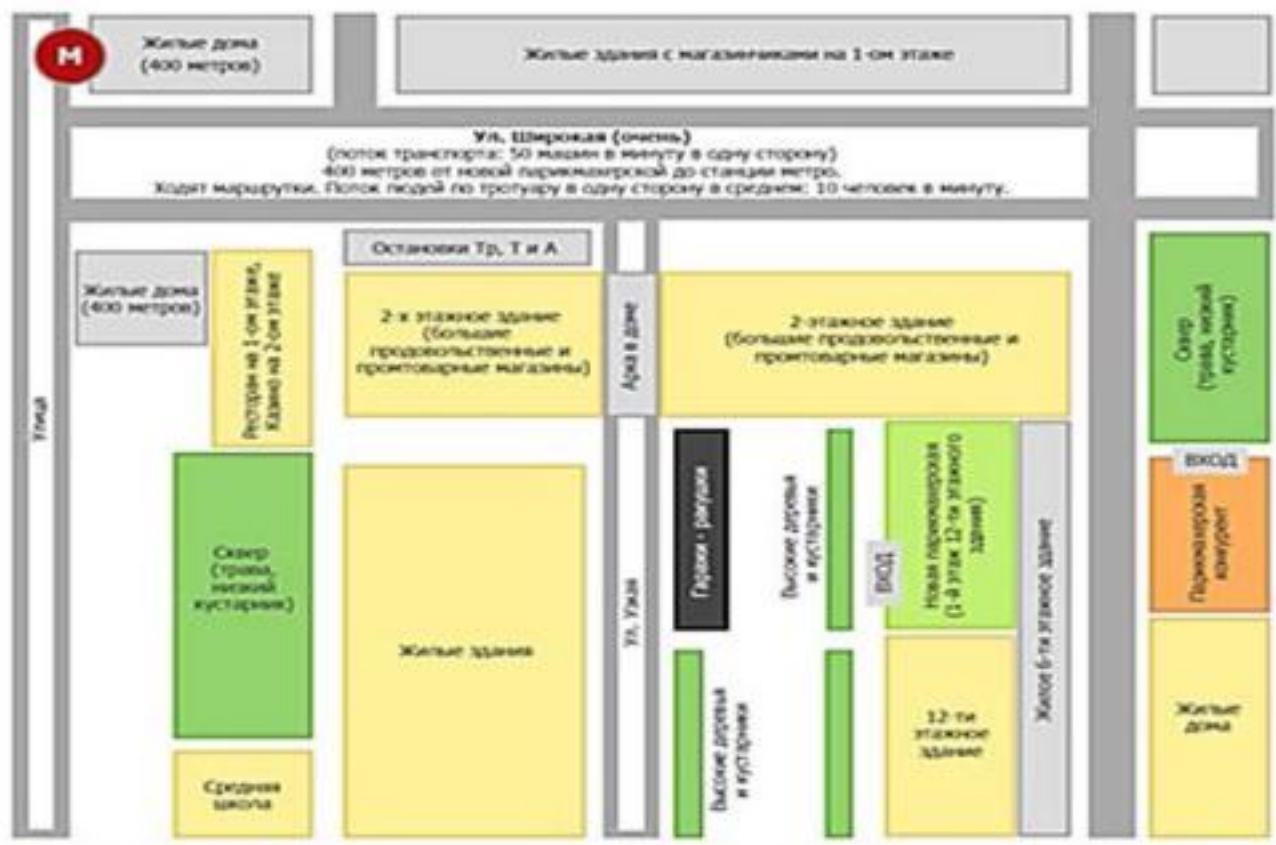 М
Жилые дома
(400 метров)
Жилые здания с магазинчиками на 1-ом этаже
Ул. Широкая (очень)
(поток транспорта: 50 машин в минуту в одну сторону)
400 метров от новой парикмахерской до станции метро.
Ходят маршрутки. Поток людей по тротуару в одну сторону в среднем: 10 человек в минуту.
Улица
Жилые дома
(400 метров)
Ресторан на 1-ом этаже,
Казино на 2-ом этаже
Остановки Тр, Т и А
2-х этажное здание
(большие
продовольственные и
промтоварные магазины)
Арка в доме
2-этажное здание
(большие продовольственные и
промтоварные магазины)
Сквер
(трава, низкий
кустарник)
Сквер
(трава,
низкий
кустарник)
Средняя
школа
Жилые здания
Ул. Узкая
Гаражи - ракушки
Высокие деревья
и кустарники
Высокие деревья
и кустарники
ВХОД
Новая парикмахерская
(1-й этаж 12-ти этажного
здания)
12-ти
этажное
здание
Жилое 6-ти этажное здание
ВХОД
Парикмахерская
конкурент
Жилые
дома